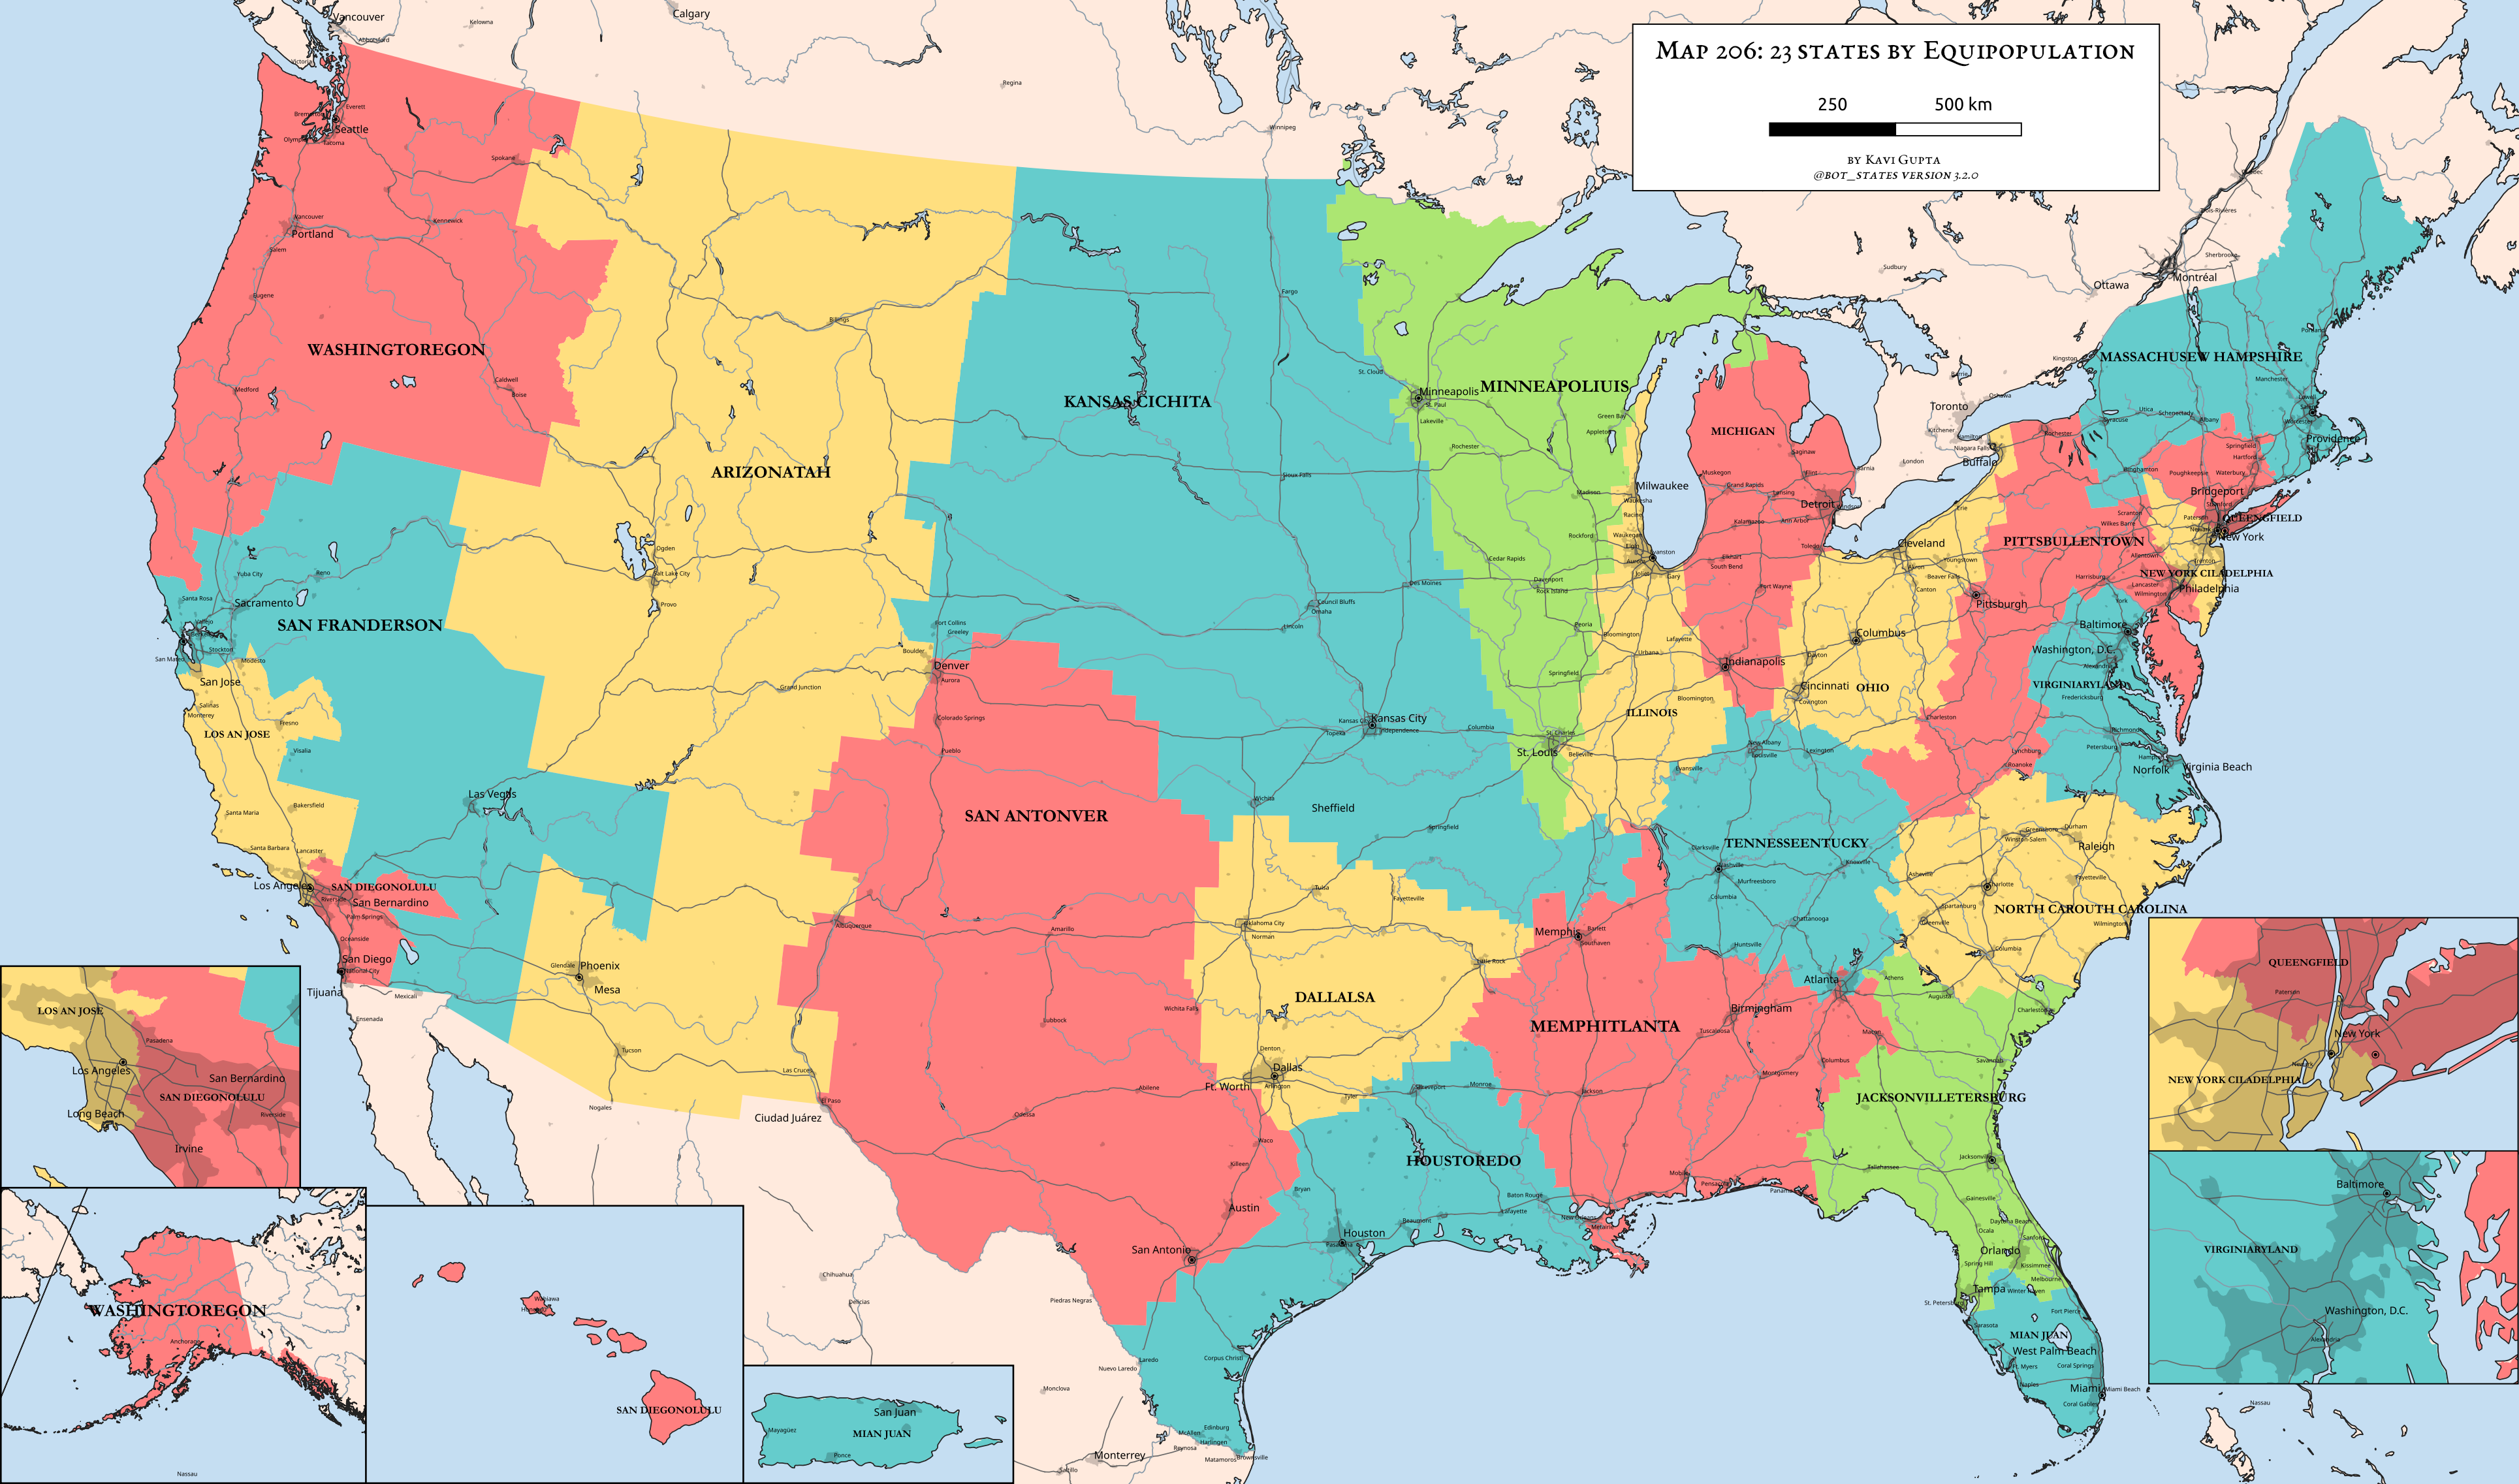 MAP 206: 23 STATES BY EQUIPOPULATION
250 500 km
BY KAVI GUPTA
@BOT_STATES VERSION 3.2.0
Vancouver
Abbotsford
Kelowna
Calgary
Regina
Winnipeg
Victoria
Everett
Seattle
Tacoma
Spokane
Vancouver
Portland
Kennewick
Salem
Eugene
WASHINGTOREGON
Medford
Caldwell
Boise
Billings
ARIZONATAH
Ogden
Salt Lake City
Provo
Grand Junction
Fargo
KANSAS CICHITA
Sioux Falls
Council Bluffs
Omaha
Lincoln
Des Moines
Fort Collins
Greeley
Boulder
Denver
Aurora
Colorado Springs
Pueblo
Kansas City
Kansas City
Independence
Topeka
Columbia
Wichita
Sheffield
Springfield
St. Cloud
Minneapolis
St. Paul
Lakeville
MINNEAPOLIUIS
Rochester
Green Bay
Appleton
Madison
Milwaukee
Waukesha
Racine
Rockford
Waukegan
Elgin
Evanston
Aurora
Joliet
Gary
Cedar Rapids
Davenport
Rock Island
Peoria
Bloomington
Urbana
Springfield
St. Charles
St. Louis
Belleville
ILLINOIS
Lafayette
Indianapolis
Bloomington
Evansville
MICHIGAN
Saginaw
Muskegon
Grand Rapids
Flint
Lansing
Detroit
Windsor
Kalamazoo
Ann Arbor
Toledo
Elkhart
South Bend
Fort Wayne
Sarnia
London
Sudbury
Barrie
Oshawa
Toronto
Kitchener
Hamilton
Niagara Falls
Buffalo
Kingston
Ottawa
Montréal
Sherbrooke
Trois-Rivières
Quebec
Erie
Cleveland
Akron
Youngstown
Canton
Beaver Falls
Columbus
Dayton
Cincinnati
Covington
OHIO
Pittsburgh
PITTSBULLENTOWN
Rochester
Syracuse
Utica
Schenectady
Albany
Binghamton
MASSACHUSEW HAMPSHIRE
Portland
Manchester
Lowell
Worcester
Providence
Springfield
Hartford
Waterbury
Poughkeepsie
Bridgeport
Stamford
Paterson
Newark
QUEENGFIELD
New York
Scranton
Wilkes Barre
Allentown
Trenton
NEW YORK CILADELPHIA
Harrisburg
Lancaster
Philadelphia
Wilmington
York
Baltimore
Washington, D.C.
Alexandria
VIRGINIARYLAND
Fredericksburg
Charleston
Lynchburg
Roanoke
Richmond
Petersburg
Hampton
Norfolk
Virginia Beach
New Albany
Louisville
Lexington
TENNESSEENTUCKY
Clarksville
Nashville
Murfreesboro
Columbia
Knoxville
Chattanooga
Huntsville
Greensboro
Durham
Winston-Salem
Raleigh
Asheville
Charlotte
Fayetteville
Spartanburg
Greenville
NORTH CAROUTH CAROLINA
Wilmington
Columbia
Atlanta
Athens
Augusta
Charleston
Macon
Columbus
Savannah
JACKSONVILLETERSBURG
Jacksonville
Tallahassee
Gainesville
Daytona Beach
Ocala
Sanford
Orlando
Spring Hill
Kissimmee
Melbourne
Tampa
Winter Haven
St. Petersburg
Fort Pierce
Sarasota
MIAN JUAN
West Palm Beach
Ft. Myers
Coral Springs
Naples
Miami
Miami Beach
Coral Gables
Nassau
Memphis
Bartlett
Southaven
MEMPHITLANTA
Birmingham
Tuscaloosa
Montgomery
Jackson
Mobile
Pensacola
Panama
New Orleans
Metairie
Little Rock
Fayetteville
Tulsa
Oklahoma City
Norman
DALLALSA
Denton
Dallas
Ft. Worth
Arlington
Tyler
Shreveport
Monroe
HOUSTOREDO
Baton Rouge
Lafayette
Beaumont
Houston
Pasadena
Bryan
Waco
Killeen
Austin
San Antonio
Laredo
Nuevo Laredo
Corpus Christi
Edinburg
McAllen
Harlingen
Reynosa
Matamoros
Brownsville
Monterrey
Saltillo
Monclova
Piedras Negras
SAN ANTONVER
Albuquerque
Amarillo
Wichita Falls
Lubbock
Abilene
Odessa
El Paso
Las Cruces
Ciudad Juárez
Chihuahua
Delicias
Phoenix
Glendale
Mesa
Tucson
Nogales
Las Vegas
SAN FRANDERSON
Yuba City
Reno
Santa Rosa
Sacramento
Vallejo
Stockton
San Mateo
Modesto
San Jose
Salinas
Monterey
Fresno
LOS AN JOSE
Visalia
Bakersfield
Santa Maria
Santa Barbara
Lancaster
Los Angeles
SAN DIEGONOLULU
San Bernardino
Riverside
Palm Springs
Oceanside
San Diego
National City
Tijuana
Mexicali
Ensenada
LOS AN JOSE
Pasadena
Los Angeles
San Bernardino
SAN DIEGONOLULU
Long Beach
Riverside
Irvine
WASHINGTOREGON
Anchorage
Nassau
Wahiawa
SAN DIEGONOLULU
San Juan
Mayagüez
MIAN JUAN
Ponce
QUEENGFIELD
Paterson
New York
Newark
NEW YORK CILADELPHIA
Baltimore
VIRGINIARYLAND
Washington, D.C.
Alexandria